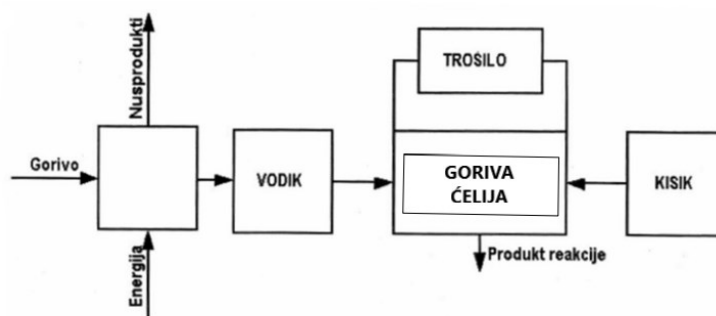 Nusprodukti
TROŠILO
Gorivo
VODIK
GORIVA
ĆELIJA
KISIK
Energija
Produkt reakcije